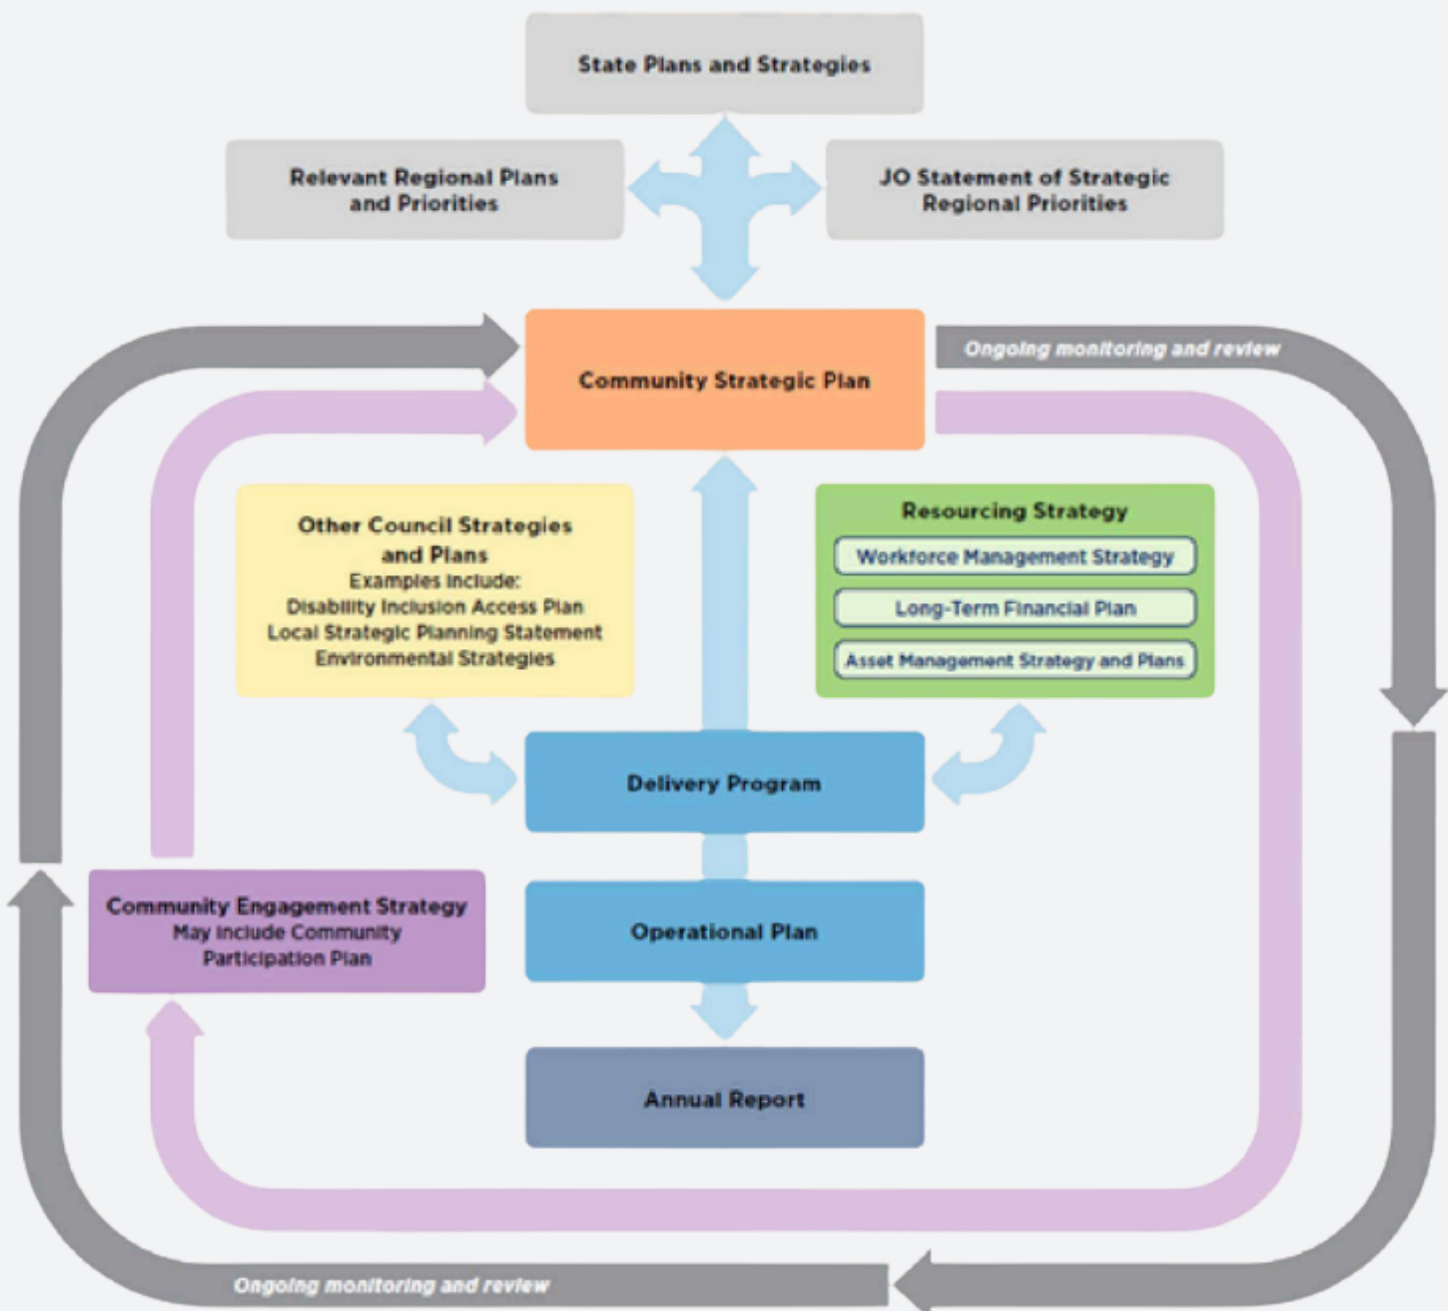 State Plans and Strategies
Relevant Regional Plans
and Priorities
JO Statement of Strategic
Regional Priorities
Community Strategic Plan
Ongoing monitoring and review
Other Council Strategies
and Plans
Examples include:
Disability Inclusion Access Plan
Local Strategic Planning Statement
Environmental Strategies
Resourcing Strategy
Workforce Management Strategy
Long-Term Financial Plan
Asset Management Strategy and Plans
Delivery Program
Community Engagement Strategy
May Include Community
Participation Plan
Operational Plan
Annual Report
Ongoing monitoring and review